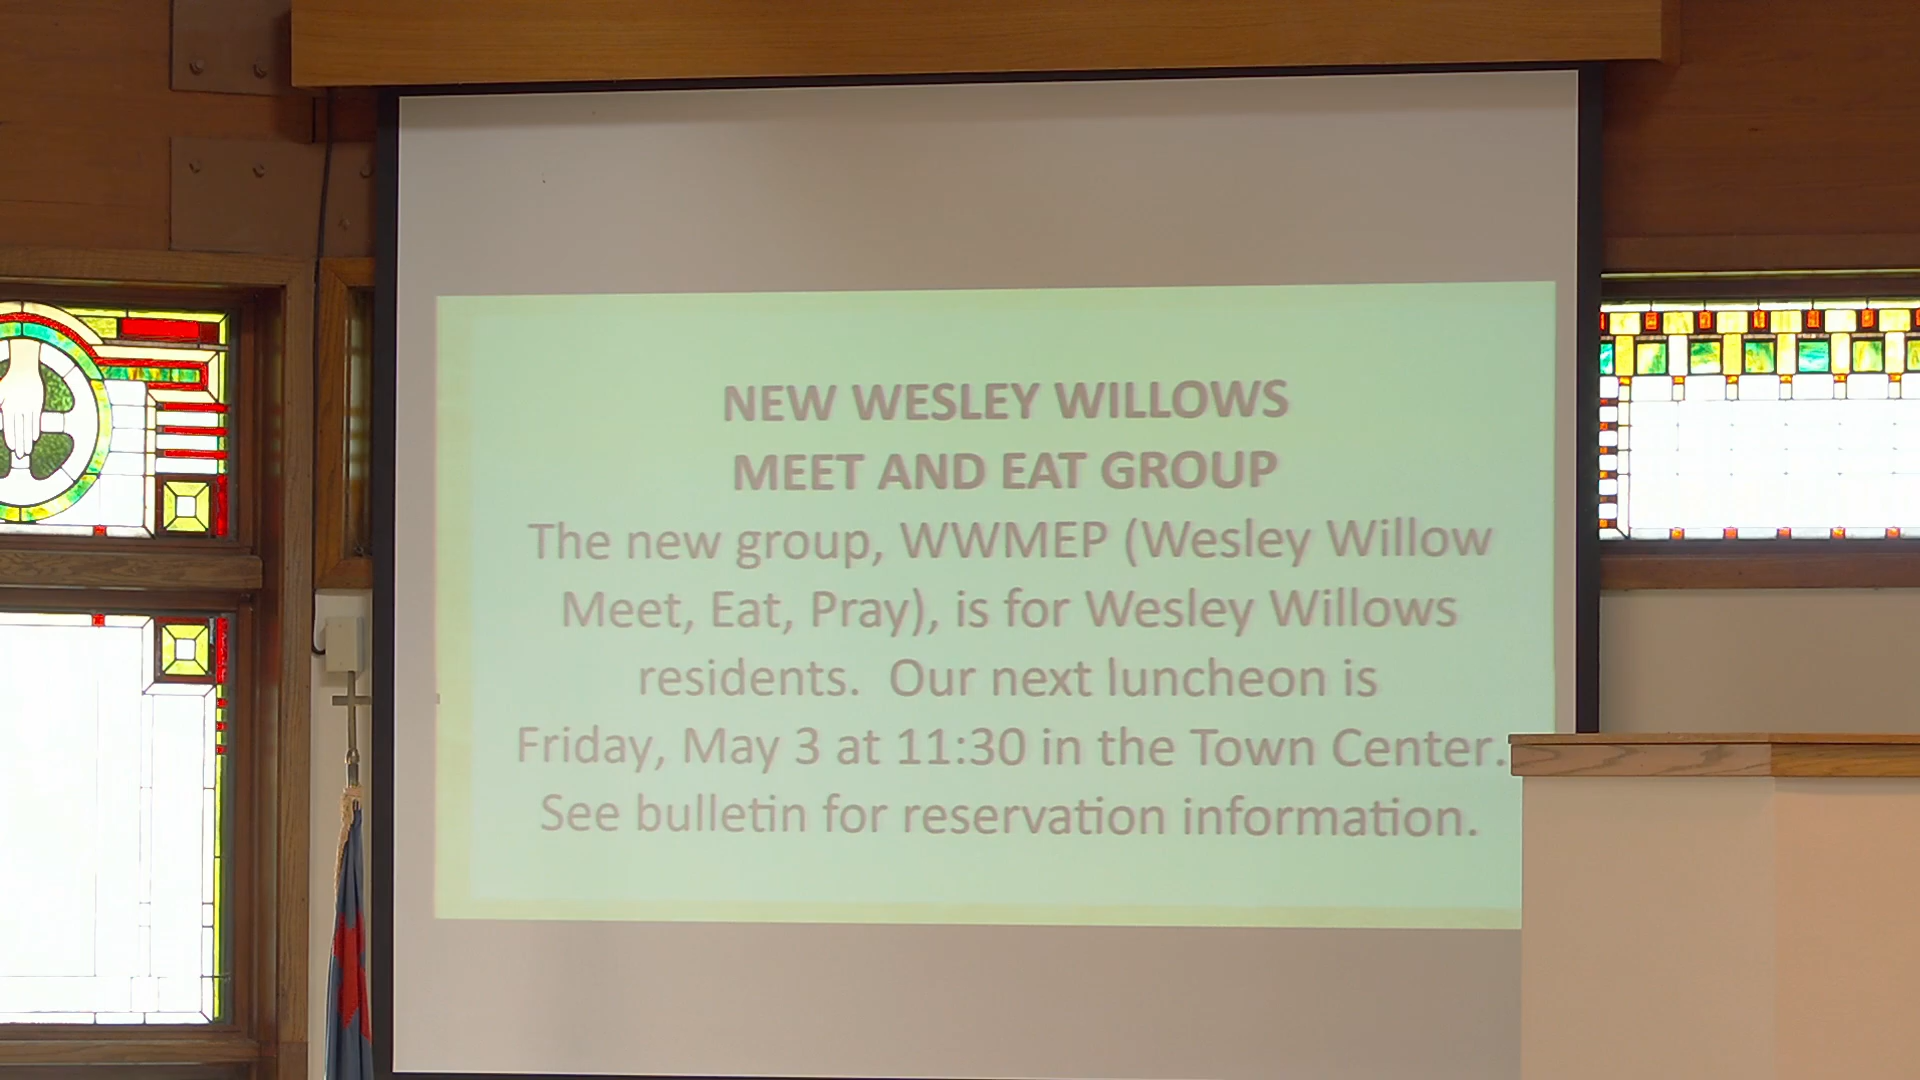 NEW WESLEY WILLOWS
MEET AND EAT GROUP
The new group, WWMEP (Wesley Willow
Meet, Eat, Pray), is for Wesley Willows
residents.  Our next luncheon is
Friday, May 3 at 11:30 in the Town Center.
See bulletin for reservation information.